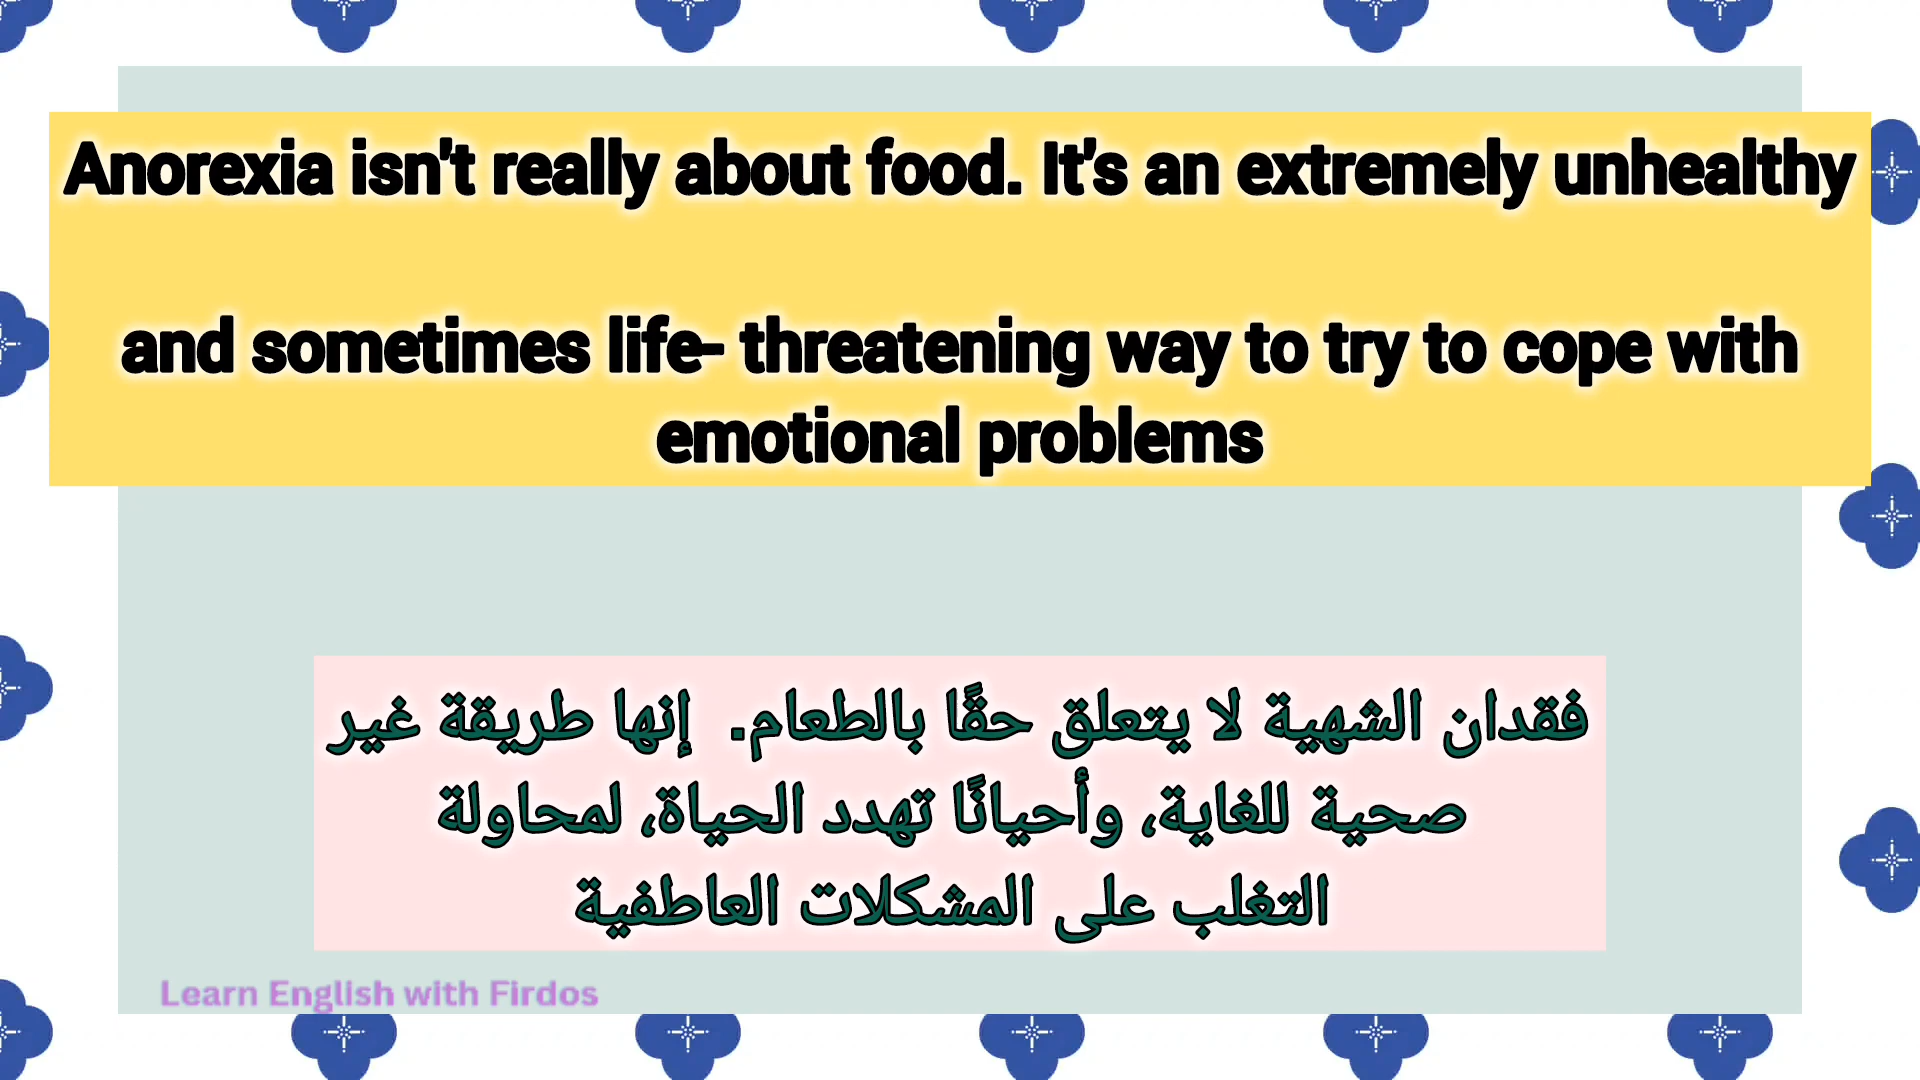 Anorexia isn't really about food. It's an extremely unhealthy
and sometimes life- threatening way to try to cope with
emotional problems
فقدان الشهية لا يتعلق حقًا بالطعام.  إنها طريقة غير
صحية للغاية، وأحيانًا تهدد الحياة، لمحاولة
التغلب على المشكلات العاطفية
Learn English with Firdos